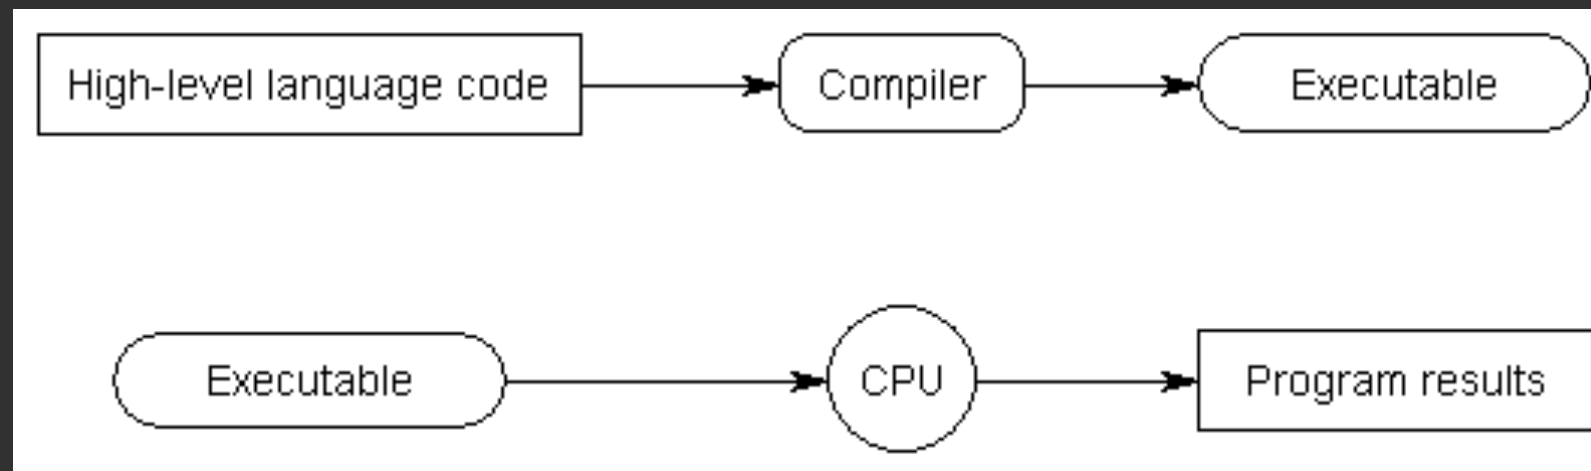 High-level language code
Compiler
Executable
Executable
CPU
Program results